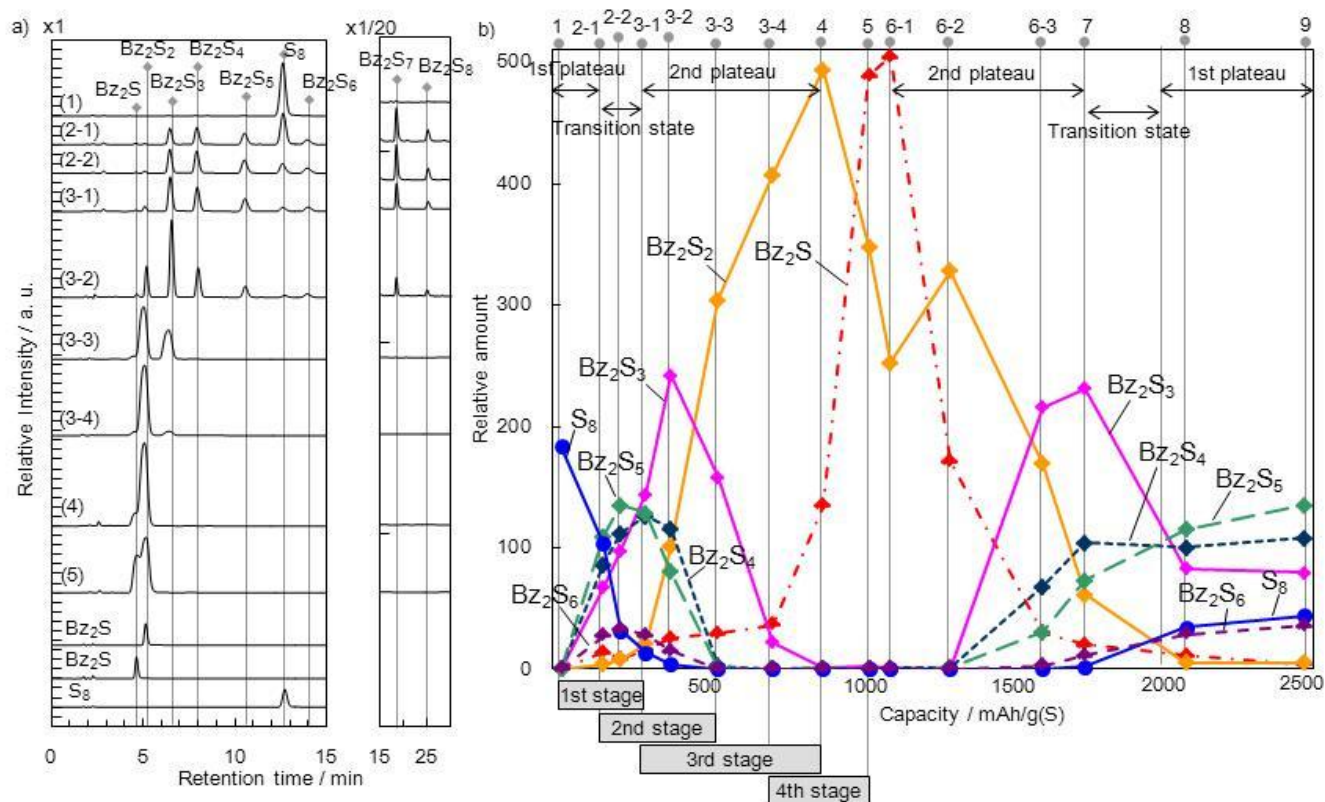 a) x1
x1/20
Bz₂S₂
Bz₂S₄
S₈
Bz₂S
Bz₂S₃
Bz₂S₅
Bz₂S₆
Bz₂S₇
Bz₂S₈
(1)
(2-1)
(2-2)
(3-1)
(3-2)
(3-3)
(3-4)
(4)
(5)
Bz₂S
Bz₂S
S₈
Relative Intensity / a. u.
0 5 10 15
15 25
Retention time / min
b)
1 2-1 2-2 3-1 3-2 3-3 3-4 4 5 6-1 6-2 6-3 7 8 9
1st plateau
2nd plateau
2nd plateau
1st plateau
Transition state
Transition state
500
400
300
200
100
0
Relative amount
Bz₂S₂
Bz₂S
Bz₂S₃
S₈
Bz₂S₅
Bz₂S₄
Bz₂S₆
Bz₂S₃
Bz₂S₄
Bz₂S₅
Bz₂S₆
S₈
500 1000 1500 2000 2500
Capacity / mAh/g(S)
1st stage
2nd stage
3rd stage
4th stage